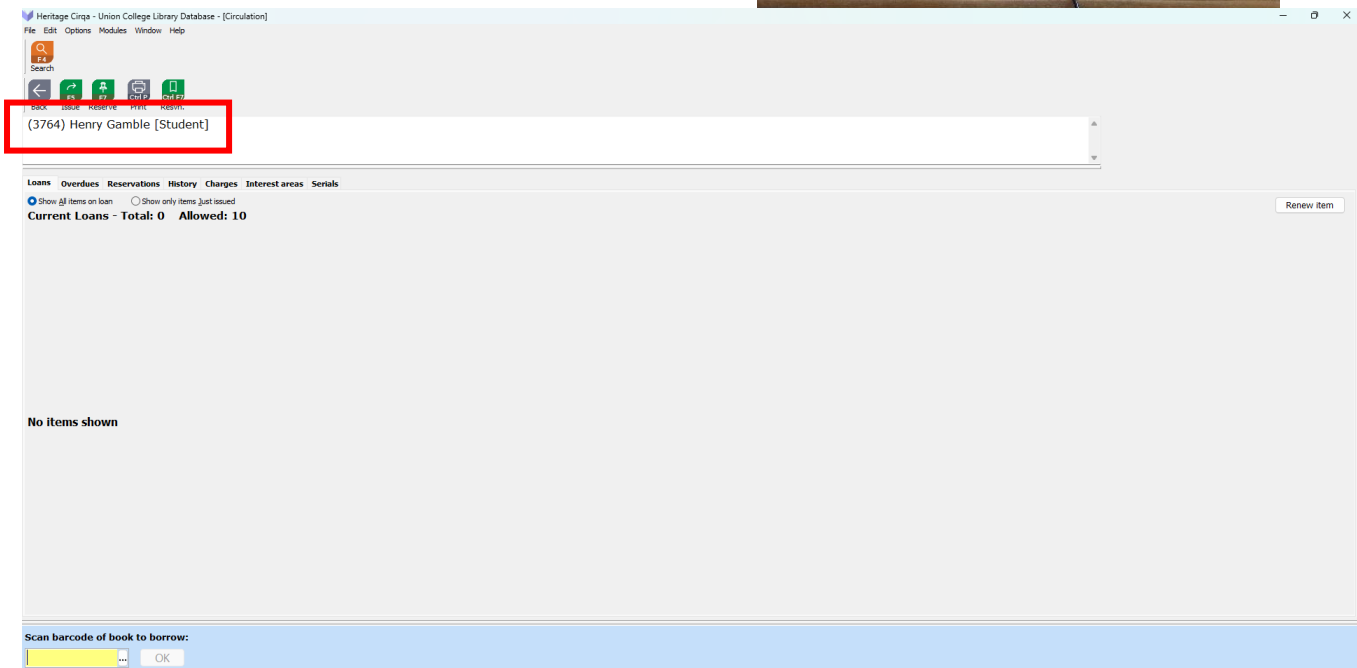 Heritage Cirqa - Union College Library Database - [Circulation]
File Edit Options Modules Window Help
F4
Search
F5 F7 Ctrl P Ctrl F7
Back Issue Reserve Print Resvn.
(3764) Henry Gamble [Student]
Loans Overdues Reservations History Charges Interest areas Serials
Show All items on loan Show only items Just issued
Renew item
Current Loans - Total: 0 Allowed: 10
No items shown
Scan barcode of book to borrow:
... OK